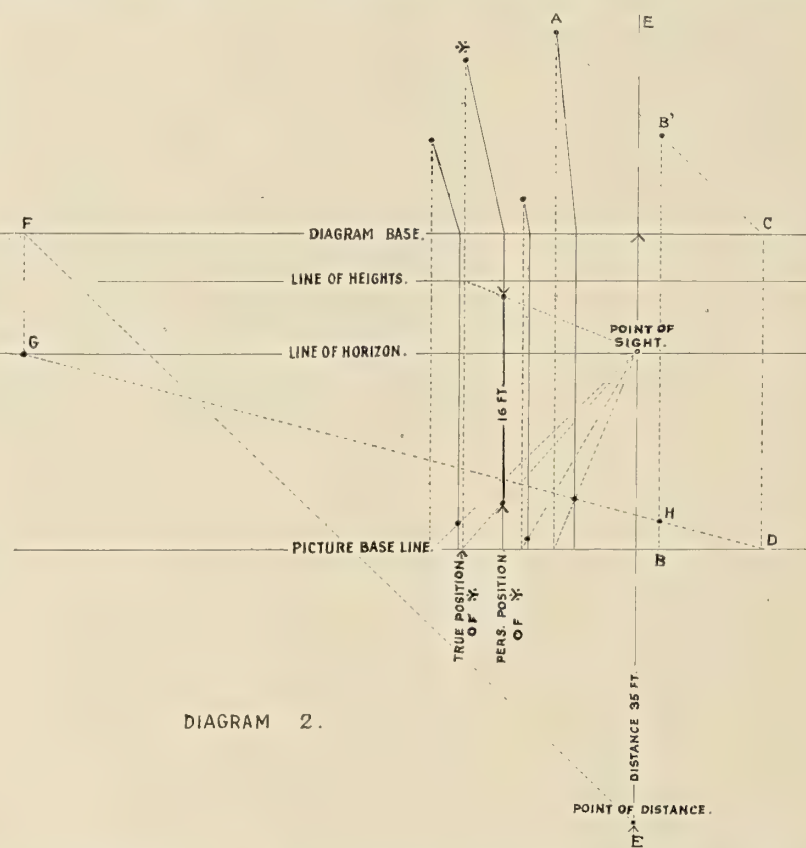 A
E
B'
F
C
DIAGRAM BASE.
LINE OF HEIGHTS.
POINT OF
SIGHT.
G
LINE OF HORIZON.
16 FT
H
PICTURE BASE LINE.
D
B
TRUE POSITION
OF
PERS. POSITION
OF
DISTANCE 35 FT.
DIAGRAM 2.
POINT OF DISTANCE.
E